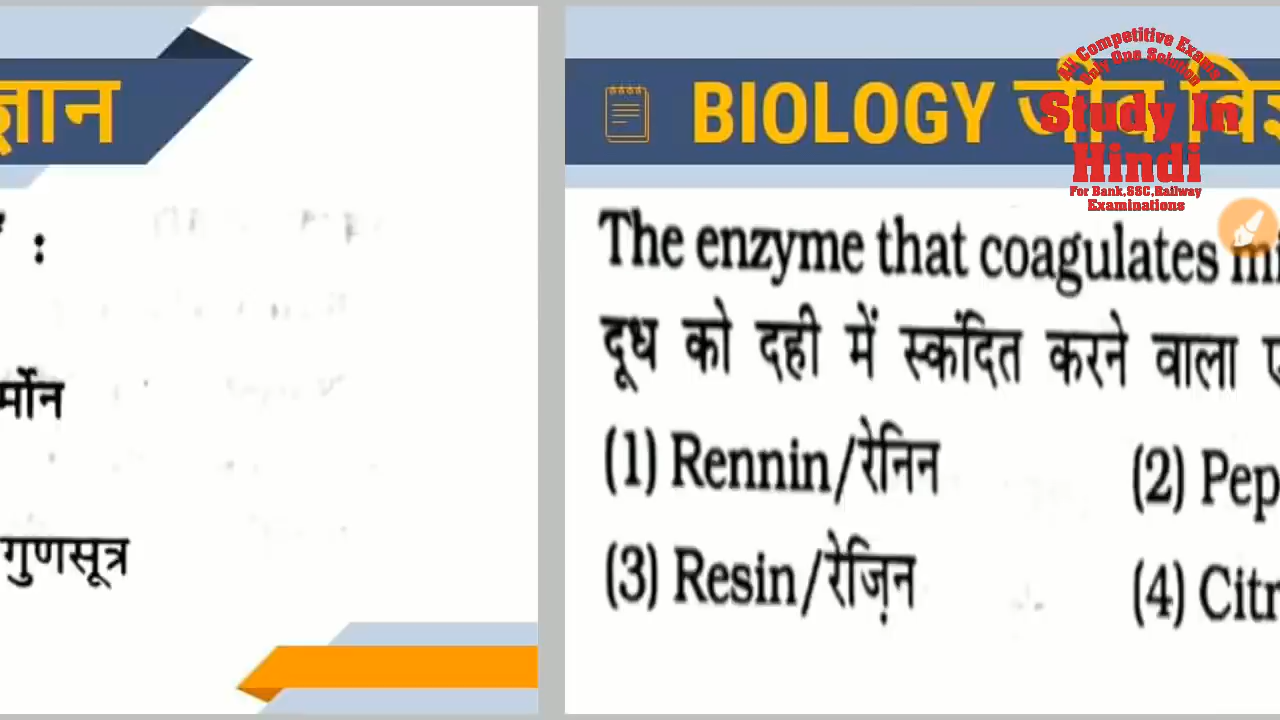 ज्ञान
:
र्मोन
गुणसूत्र
BIOLOGY जीव विज्ञ
All Competitive Exams
Only One Solution
Study In
Hindi
For Bank,SSC,Railway
Examinations
The enzyme that coagulates mi
दूध को दही में स्कंदित करने वाला ए
(1) Rennin/रेनिन (2) Pep
(3) Resin/रेज़िन (4) Citr